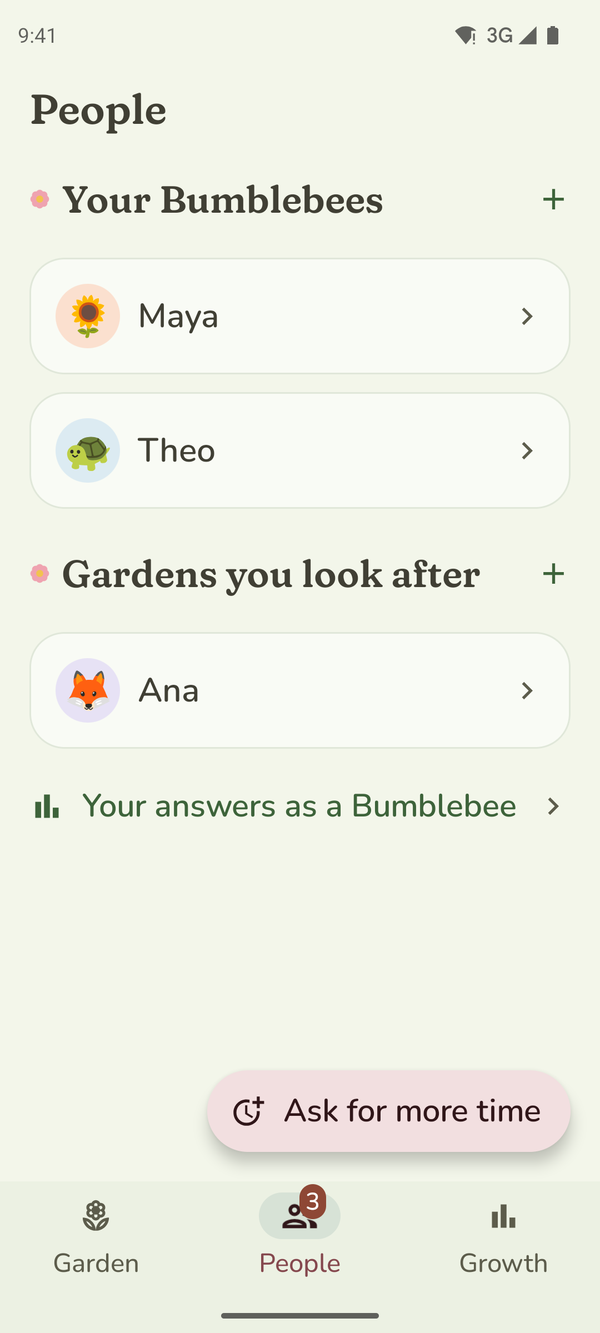 9:41
3G
People
Your Bumblebees
Maya
Theo
Gardens you look after
Ana
Your answers as a Bumblebee
Ask for more time
3
Garden
People
Growth